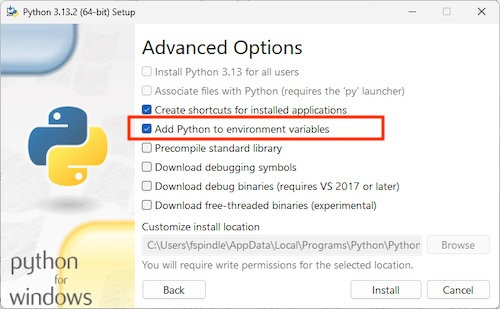 Python 3.13.2 (64-bit) Setup
Advanced Options
Install Python 3.13 for all users
Associate files with Python (requires the 'py' launcher)
Create shortcuts for installed applications
Add Python to environment variables
Precompile standard library
Download debugging symbols
Download debug binaries (requires VS 2017 or later)
Download free-threaded binaries (experimental)
Customize install location
C:\Users\fspindle\AppData\Local\Programs\Python\Python
Browse
You will require write permissions for the selected location.
python
for
windows
Back
Install
Cancel